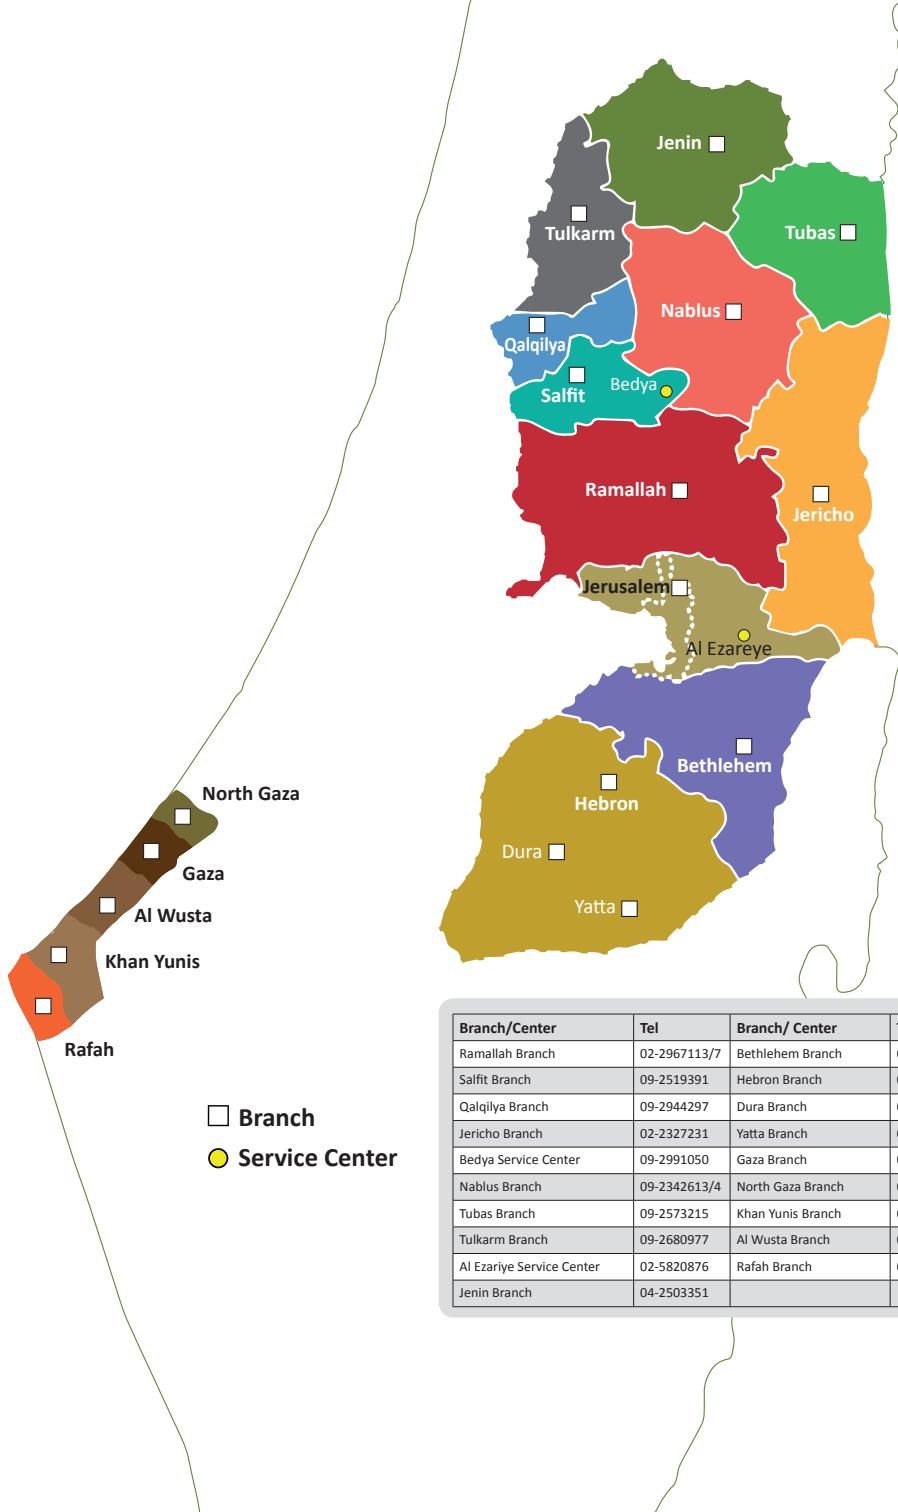 Jenin
Tulkarm
Tubas
Nablus
Qalqilya
Bedya
Salfit
Ramallah
Jericho
Jerusalem
Al Ezareye
Bethlehem
Hebron
Dura
Yatta
North Gaza
Gaza
Al Wusta
Khan Yunis
Rafah
Branch
Service Center
Branch/Center Tel Branch/ Center
Ramallah Branch 02-2967113/7 Bethlehem Branch
Salfit Branch 09-2519391 Hebron Branch
Qalqilya Branch 09-2944297 Dura Branch
Jericho Branch 02-2327231 Yatta Branch
Bedya Service Center 09-2991050 Gaza Branch
Nablus Branch 09-2342613/4 North Gaza Branch
Tubas Branch 09-2573215 Khan Yunis Branch
Tulkarm Branch 09-2680977 Al Wusta Branch
Al Ezariye Service Center 02-5820876 Rafah Branch
Jenin Branch 04-2503351